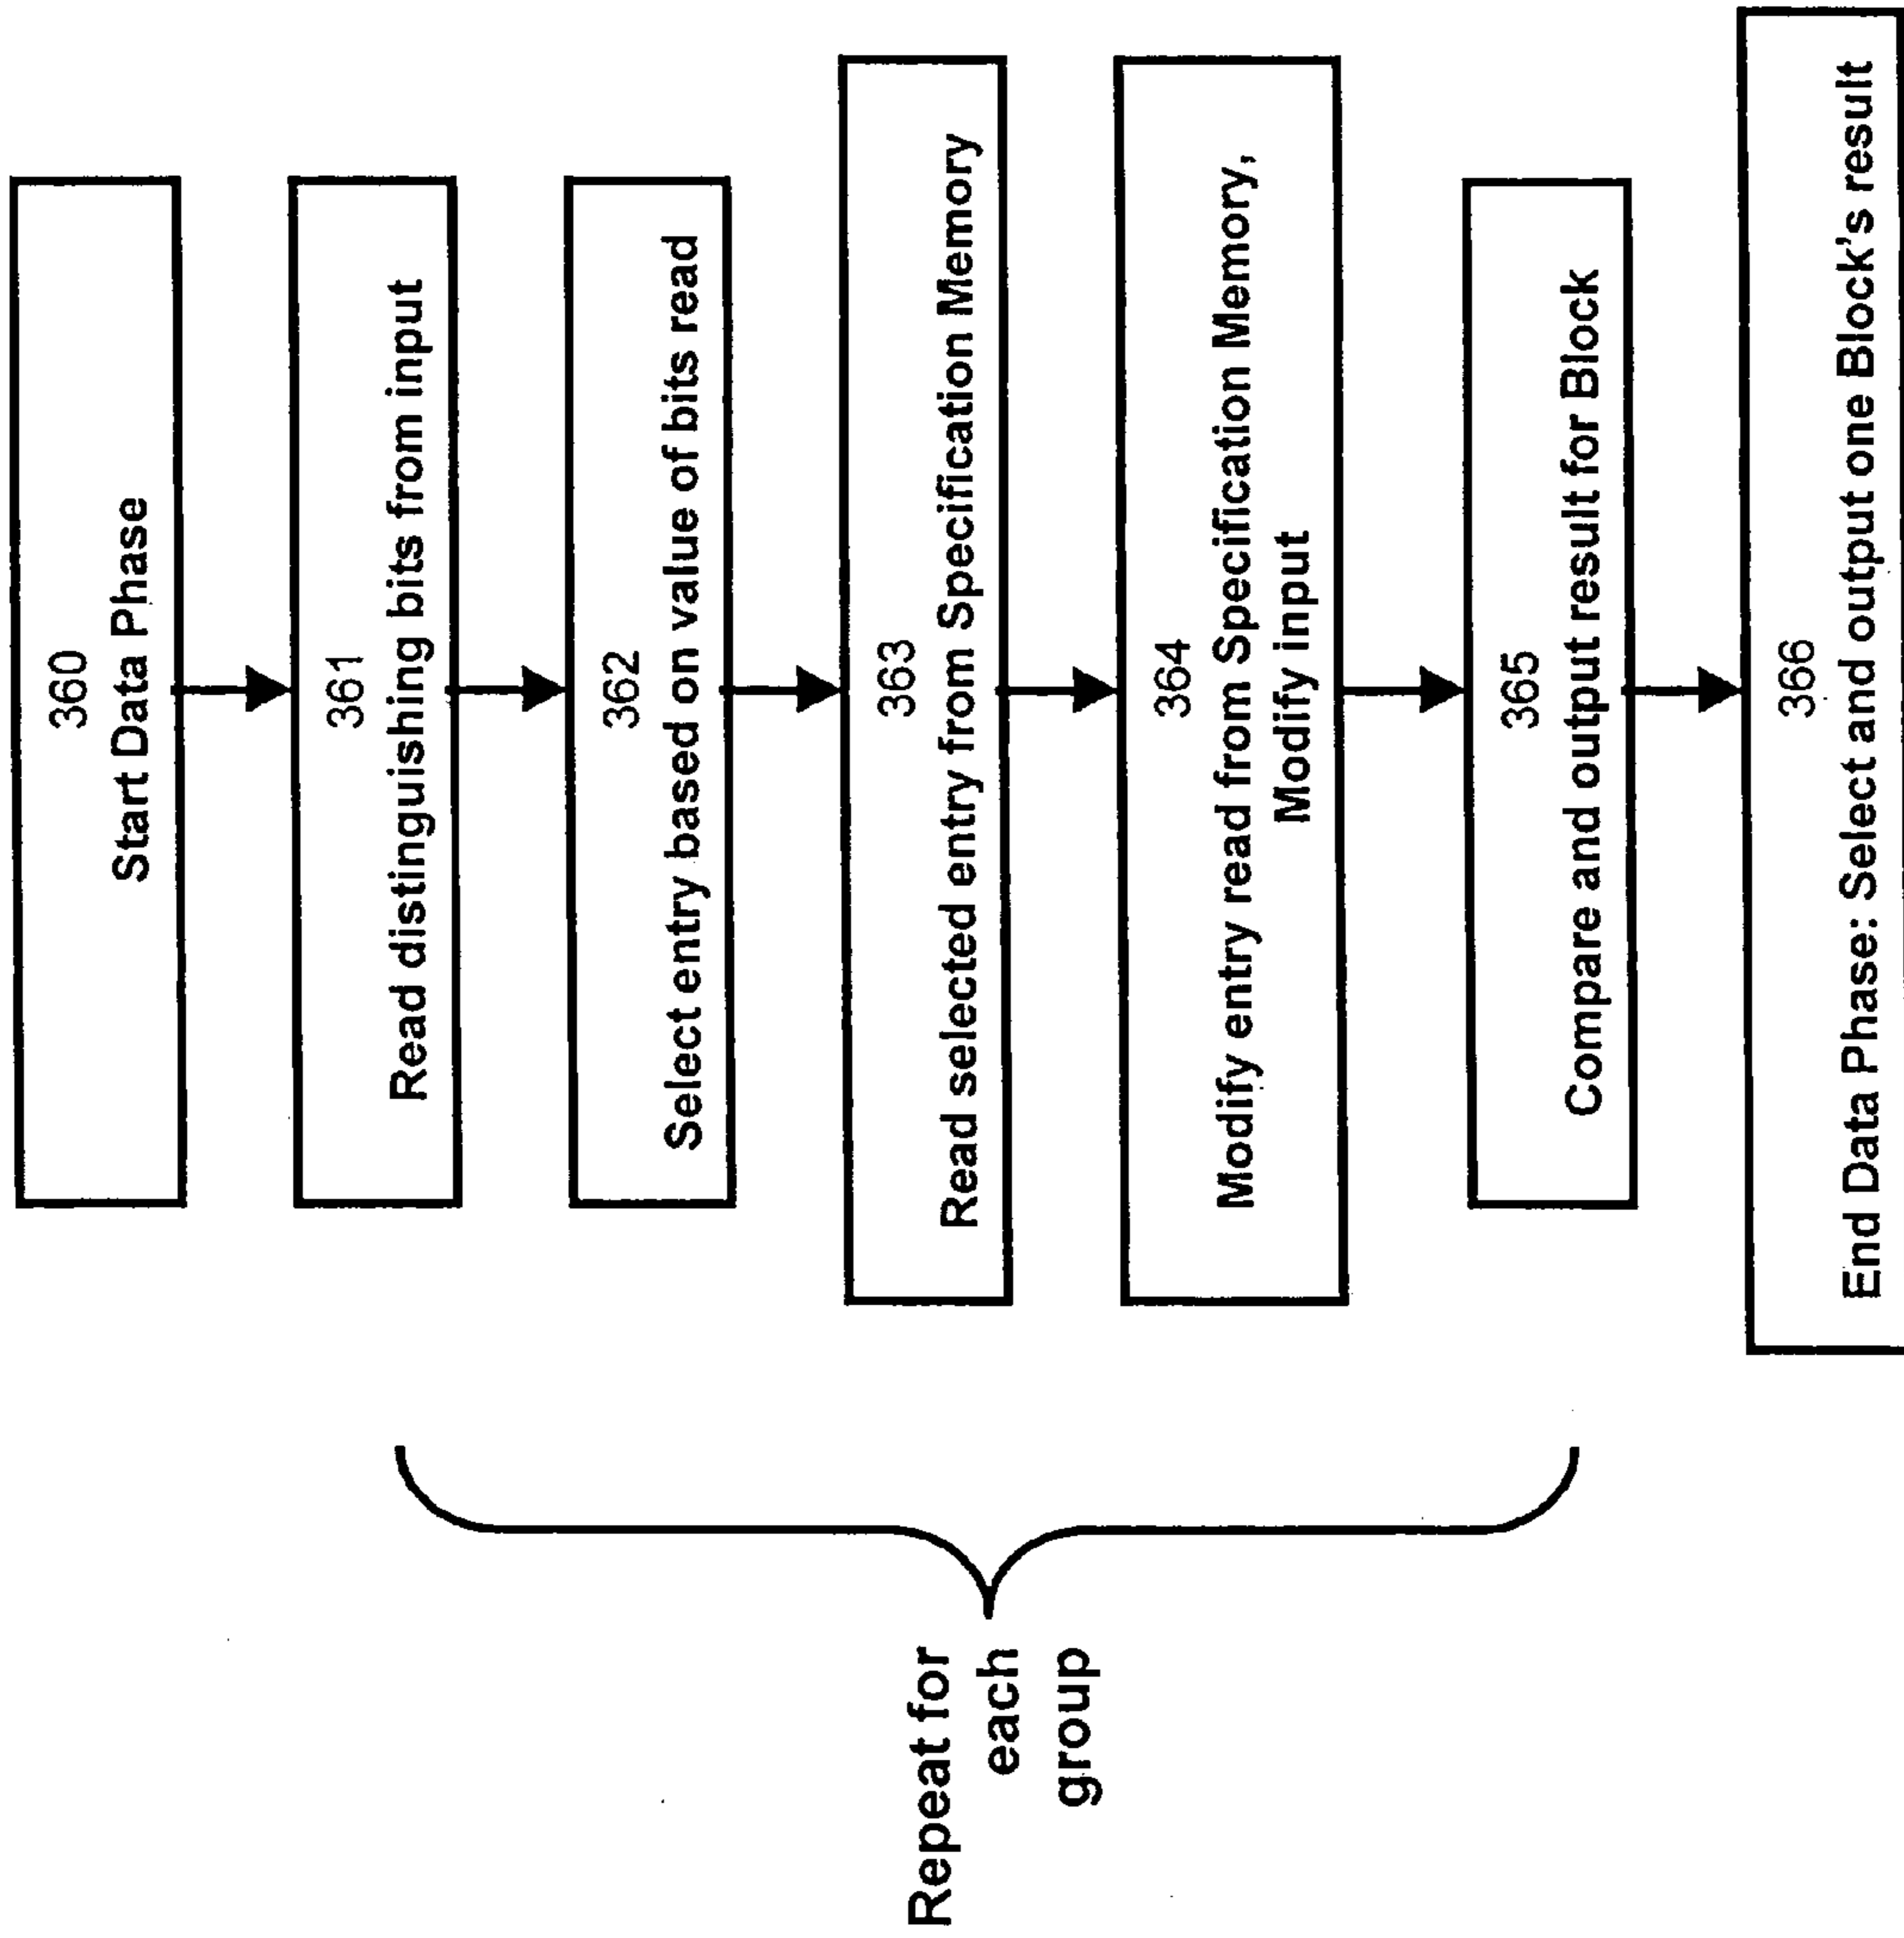 360
Start Data Phase
361
Read distinguishing bits from input
362
Select entry based on value of bits read
363
Read selected entry from Specification Memory
364
Modify entry read from Specification Memory,
Modify input
365
Compare and output result for Block
366
End Data Phase: Select and output one Block's result
Repeat for
each
group